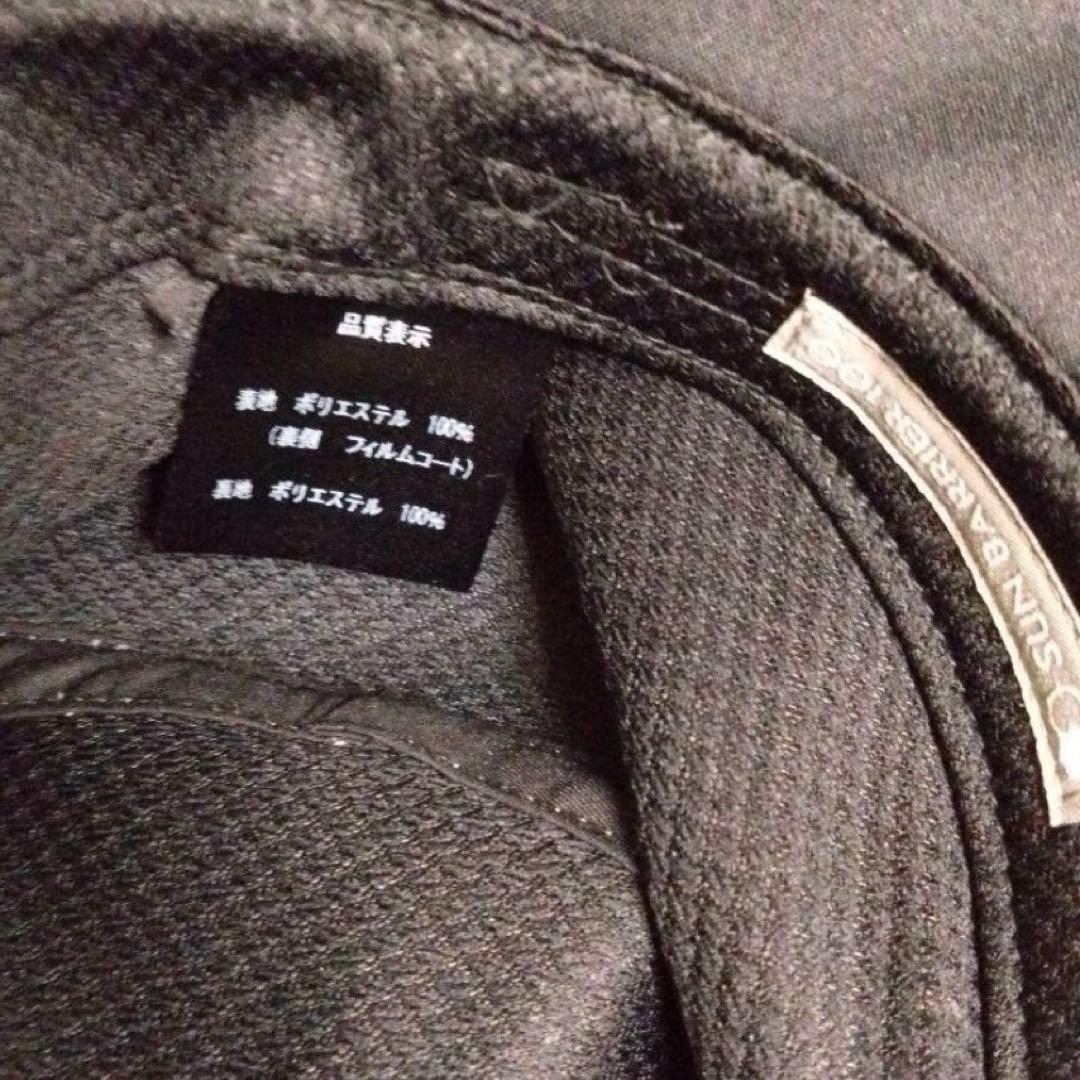 品質表示
表地 ポリエステル 100%
(裏側 フィルムコート)
裏地 ポリエステル 100%
SUN BARRIER 100